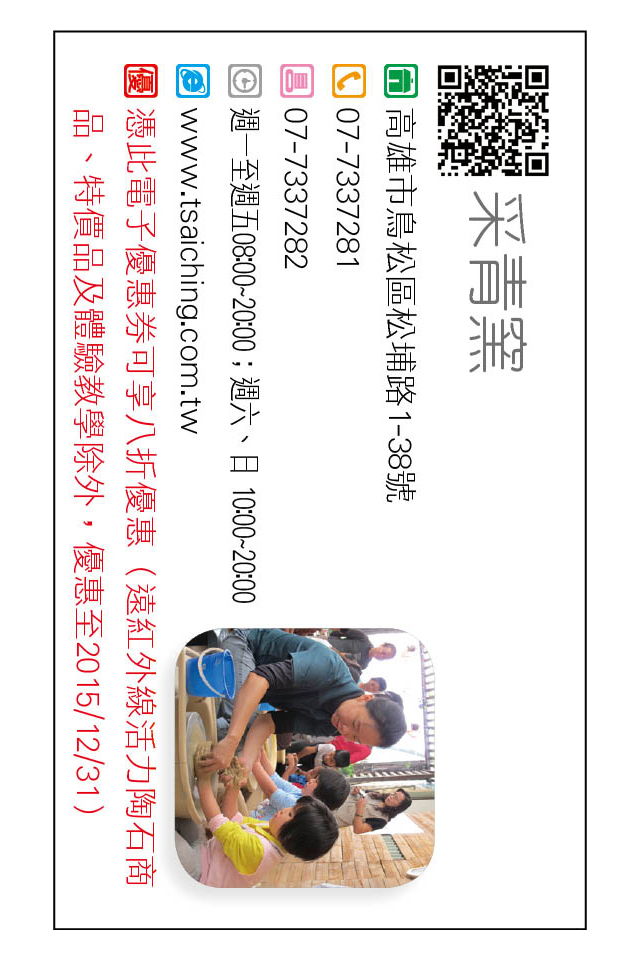 采青窯
高雄市鳥松區松埔路1-38號
07-7337281
07-7337282
週一至週五08:00~20:00；週六、日 10:00~20:00
www.tsaiching.com.tw
優 憑此電子優惠券可享八折優惠（遠紅外線活力陶石商
品、特價品及體驗教學除外，優惠至2015/12/31）